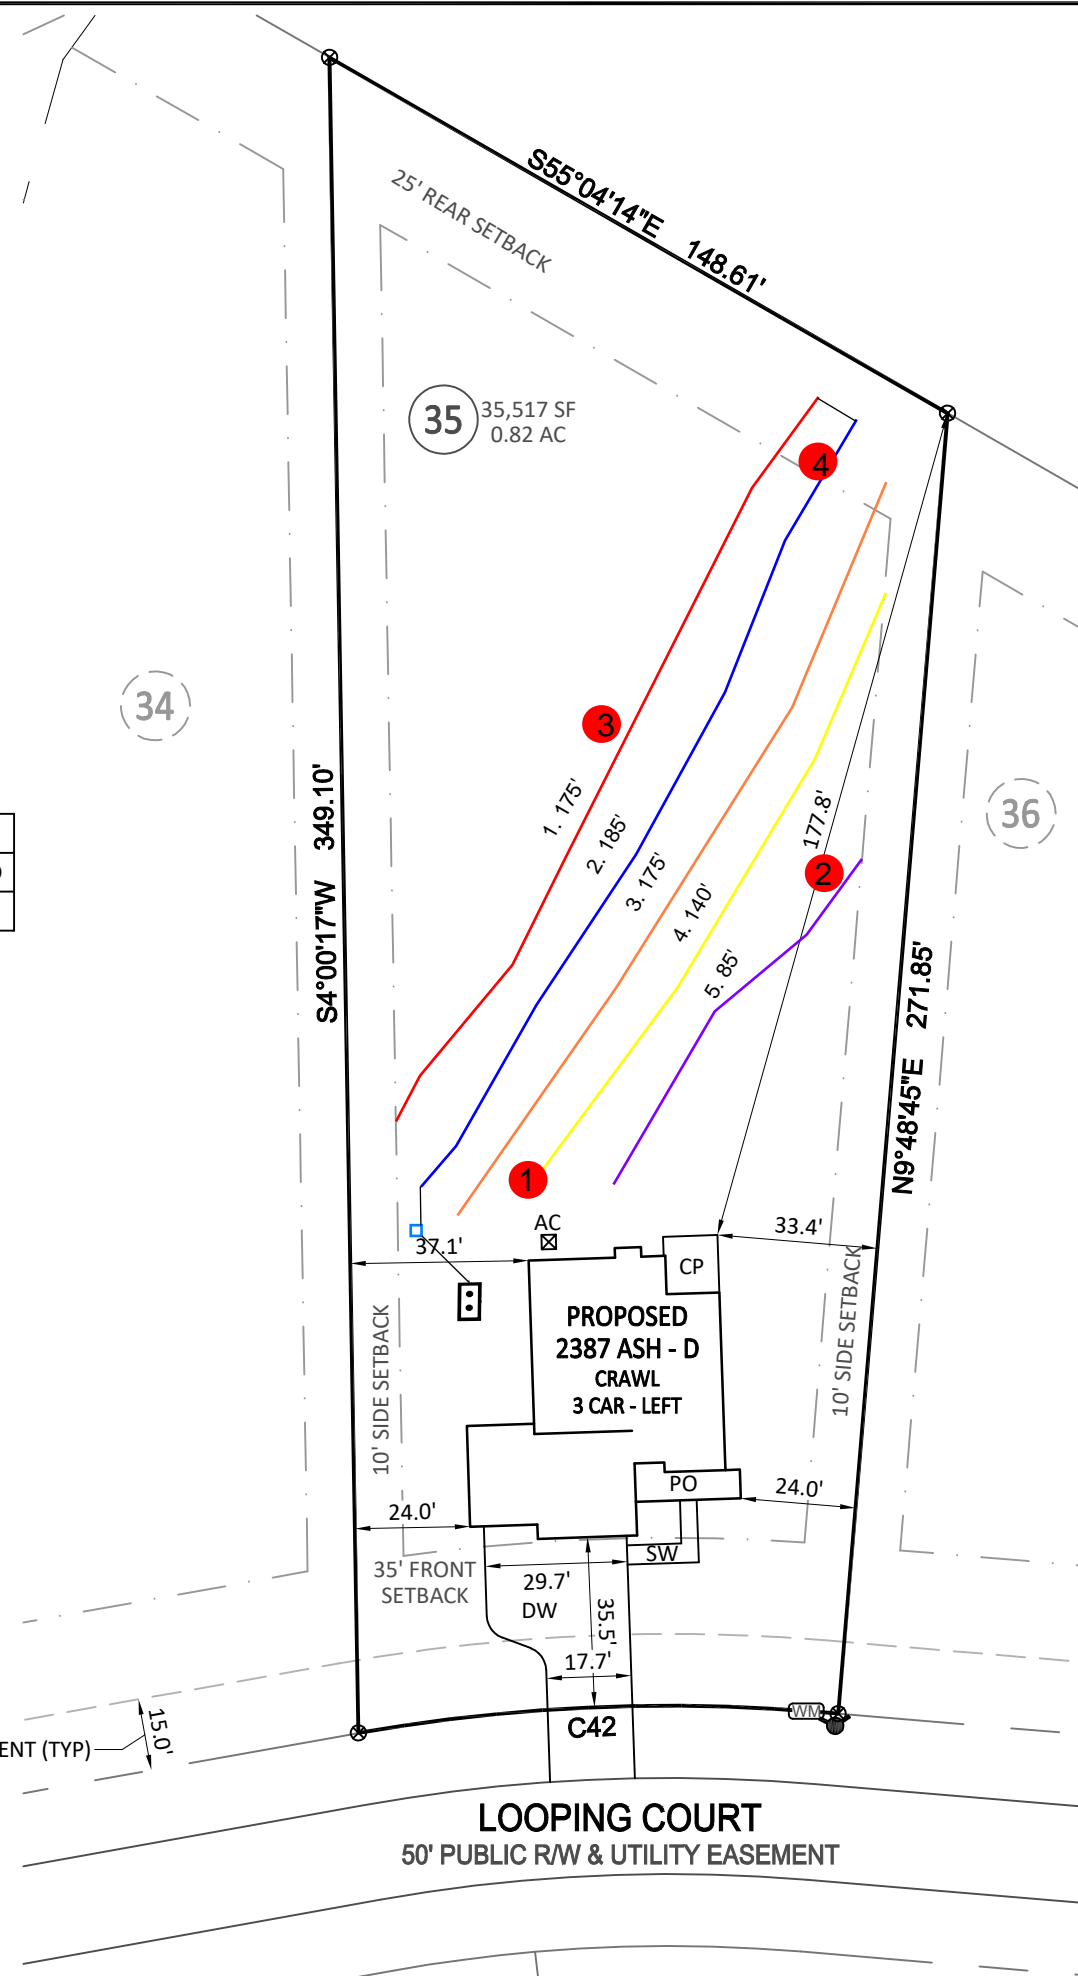 S55°04'14"E 148.61'
25' REAR SETBACK
35
35,517 SF
0.82 AC
4
34
3
36
S4°00'17"W 349.10'
1. 175'
2. 185'
3. 175'
4. 140'
5. 85'
177.8'
2
N9°48'45"E 271.85'
1
AC
37.1'
33.4'
CP
PROPOSED
2387 ASH - D
CRAWL
3 CAR - LEFT
10' SIDE SETBACK
10' SIDE SETBACK
PO
24.0'
24.0'
SW
35' FRONT
SETBACK
29.7'
DW
35.5'
17.7'
WM
C42
15.0'
ENT (TYP)
LOOPING COURT
50' PUBLIC R/W & UTILITY EASEMENT